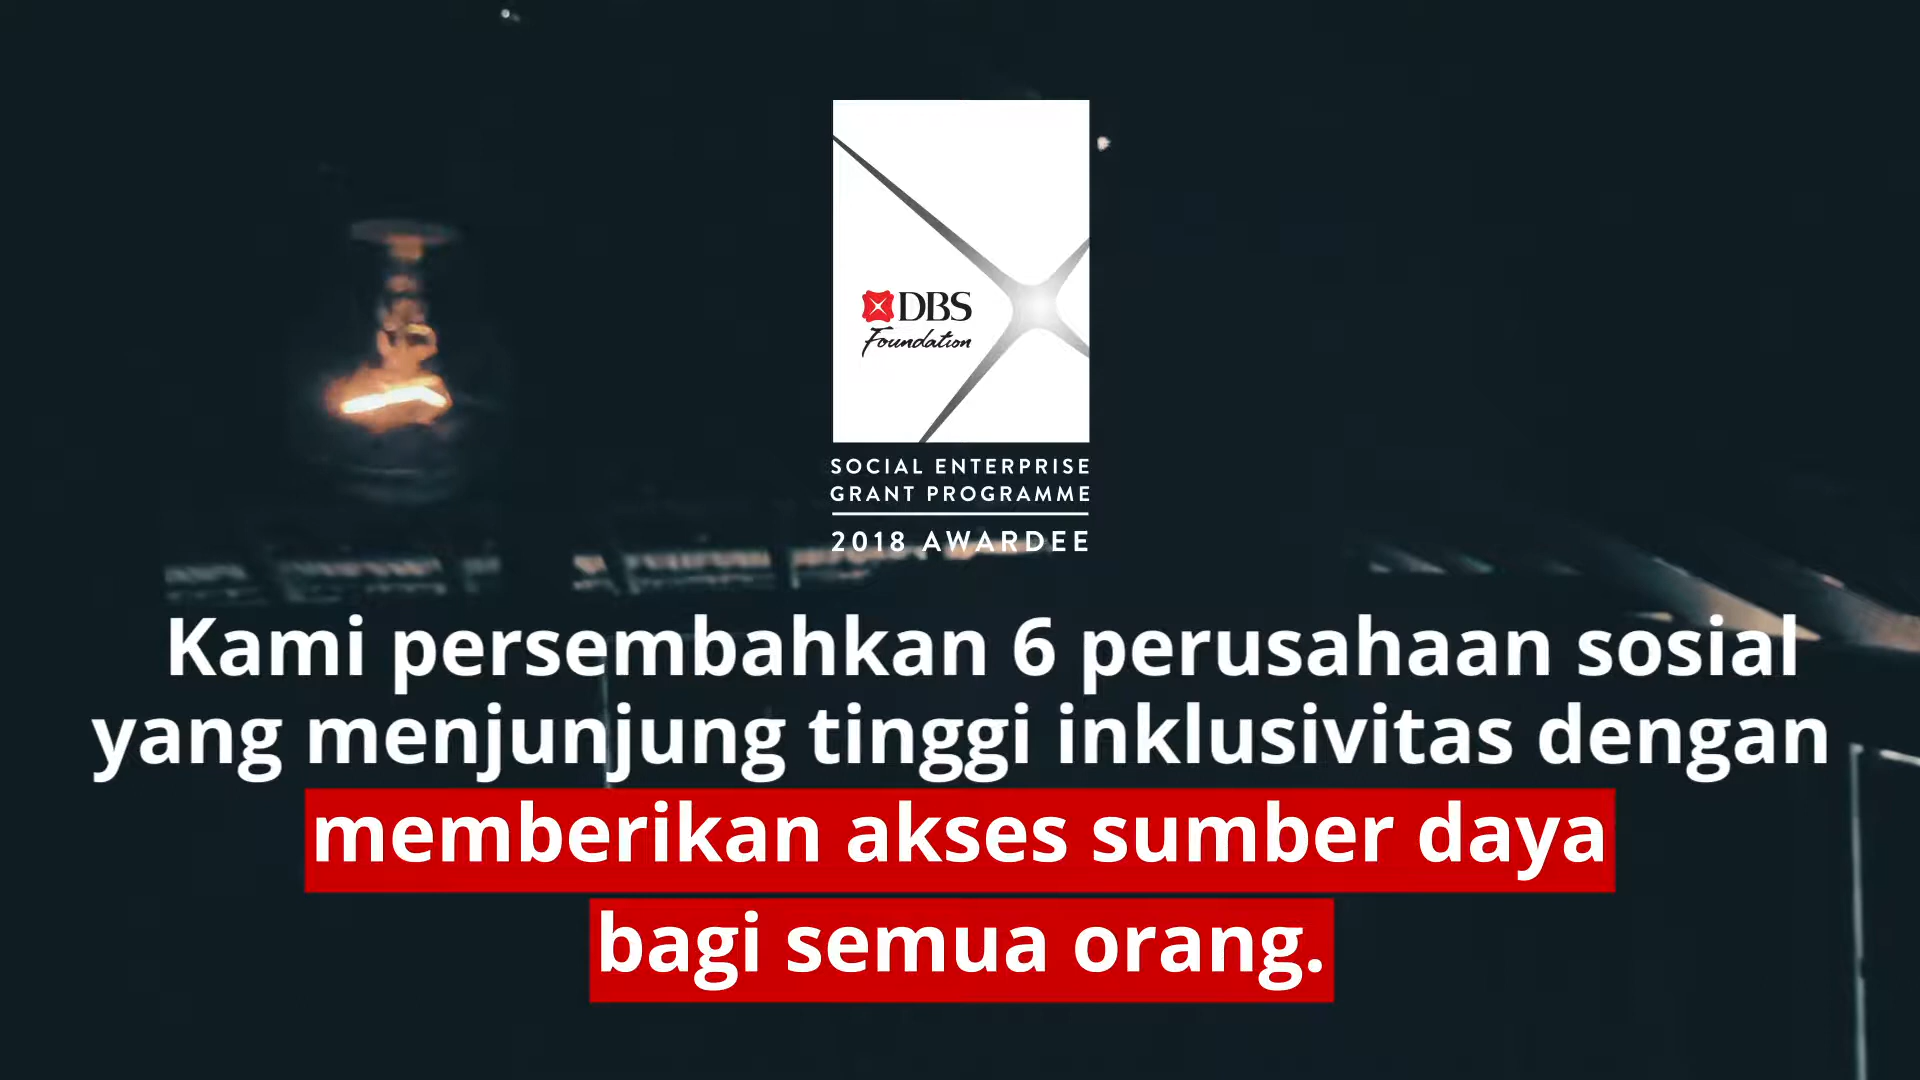 DBS
Foundation
SOCIAL ENTERPRISE
GRANT PROGRAMME
2018 AWARDEE
Kami persembahkan 6 perusahaan sosial
yang menjunjung tinggi inklusivitas dengan
memberikan akses sumber daya
bagi semua orang.